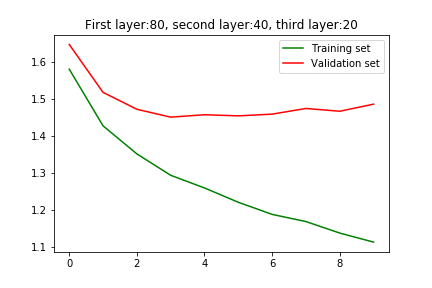 First layer:80, second layer:40, third layer:20
Training set
Validation set
1.6
1.5
1.4
1.3
1.2
1.1
0 2 4 6 8